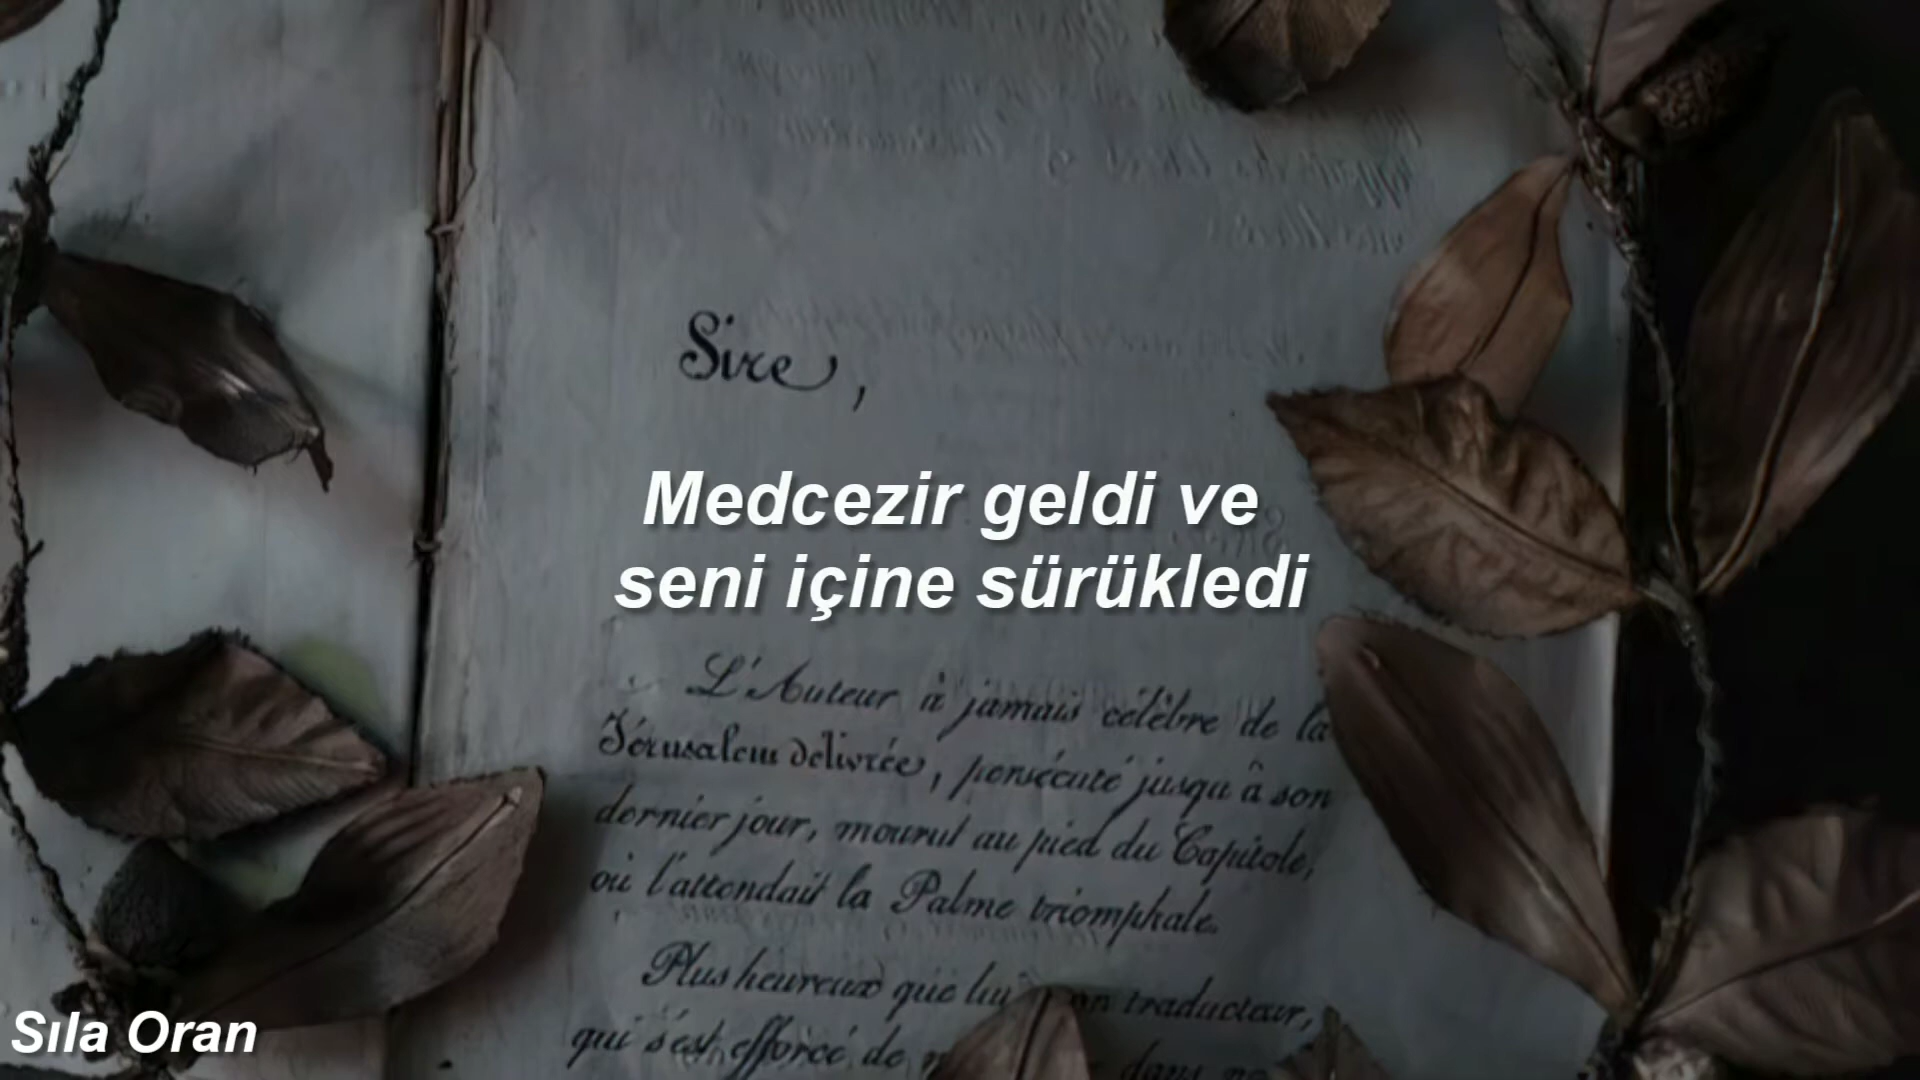 Sire,
Medcezir geldi ve
seni içine sürükledi
L'Auteur à jamais célèbre de la
Jérusalem délivrée, persécuté jusqu'à son
dernier jour, mourut au pied du Capitole,
où l'attendait la Palme triomphale.
Plus heureux que lui traducteur,
qui s'est efforcé de
Sıla Oran